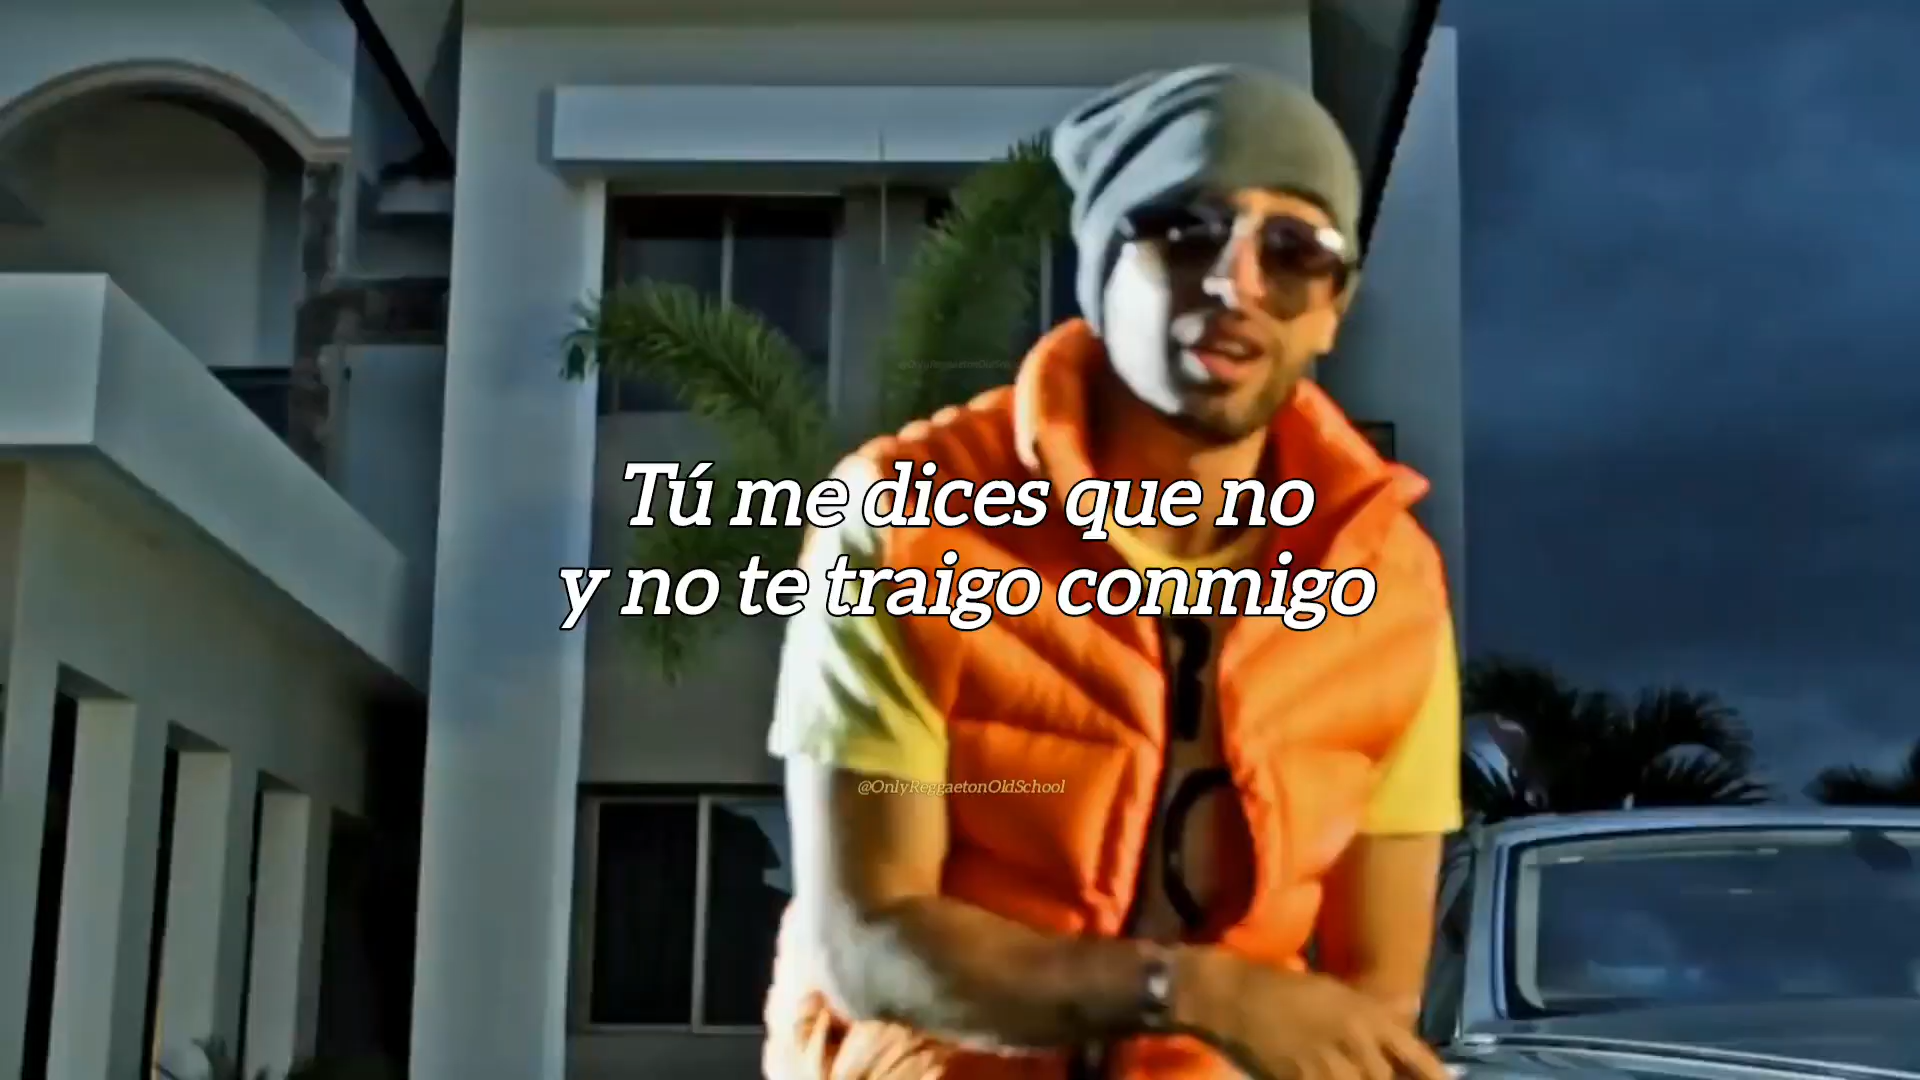 Tú me dices que no
y no te traigo conmigo
@OnlyReggaetonOldSchool